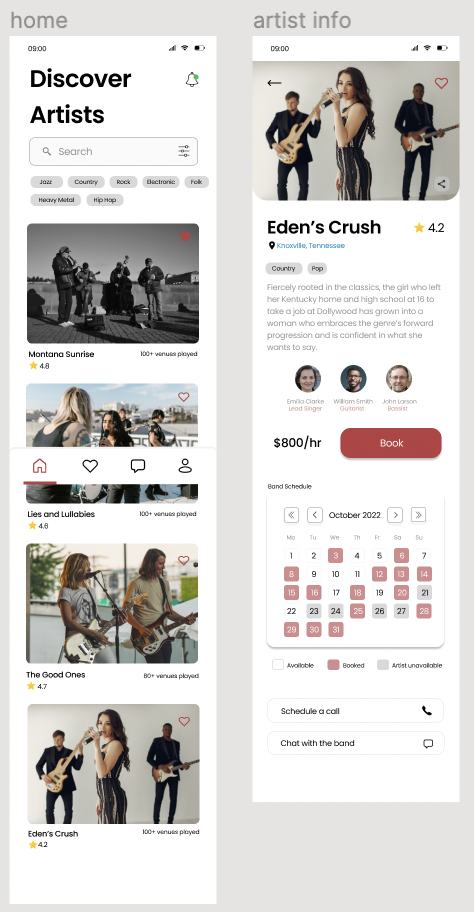 home
09:00
Discover
Artists
Search
Jazz Country Rock Electronic Folk
Heavy Metal Hip Hop
Montana Sunrise 100+ venues played
4.8
Lies and Lullabies 100+ venues played
4.6
The Good Ones 80+ venues played
4.7
Eden's Crush 100+ venues played
4.2
artist info
09:00
Eden's Crush 4.2
Knoxville, Tennessee
Country Pop
Fiercely rooted in the classics, the girl who left
her Kentucky home and high school at 16 to
take a job at Dollywood has grown into a
woman who embraces the genre's forward
progression and is confident in what she
wants to say.
Emilia Clarke William Smith John Larson
Lead Singer Guitarist Bassist
$800/hr Book
Band Schedule
October 2022
Mo Tu We Th Fr Sa Su
1 2 3 4 5 6 7
8 9 10 11 12 13 14
15 16 17 18 19 20 21
22 23 24 25 26 27 28
29 30 31
Available Booked Artist unavailable
Schedule a call
Chat with the band